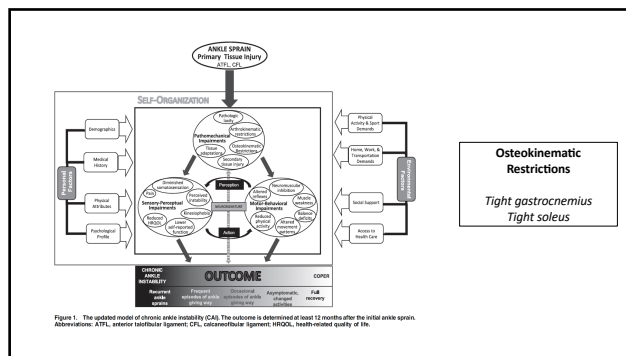 ANKLE SPRAIN
Primary Tissue Injury
ATFL, CFL
SELF-ORGANIZATION
Pathologic
laxity
Arthrokinematic
restrictions
Pathomechanical
Impairments
Osteokinematic
Restrictions
Tissue
adaptations
Secondary
tissue injury
Personal
Factors
Demographics
Medical
History
Physical
Attributes
Psychological
Profile
Diminished
somatosensation
Pain
Perceived
instability
Sensory-Perceptual
Impairments
Kinesiophobia
Reduced
HRQOL
Lower
self-reported
function
Perception
Action
Neuromuscular
inhibition
Altered
reflexes
Muscle
weakness
Motor-Behavioral
Impairments
Balance
deficits
Reduced
physical
activity
Altered
movement
patterns
Physical
Activity & Sport
Demands
Home, Work, &
Transportation
Demands
Social Support
Access to
Health Care
Environmental
Factors
CHRONIC
ANKLE
INSTABILITY
OUTCOME
COPER
Recurrent
ankle
sprains
Frequent
episodes of ankle
giving way
Occasional
episodes of ankle
giving way
Asymptomatic,
changed
activities
Full
recovery
Figure 1. The updated model of chronic ankle instability (CAI). The outcome is determined at least 12 months after the initial ankle sprain.
Abbreviations: ATFL, anterior talofibular ligament; CFL, calcaneofibular ligament; HRQOL, health-related quality of life.
Osteokinematic
Restrictions
Tight gastrocnemius
Tight soleus